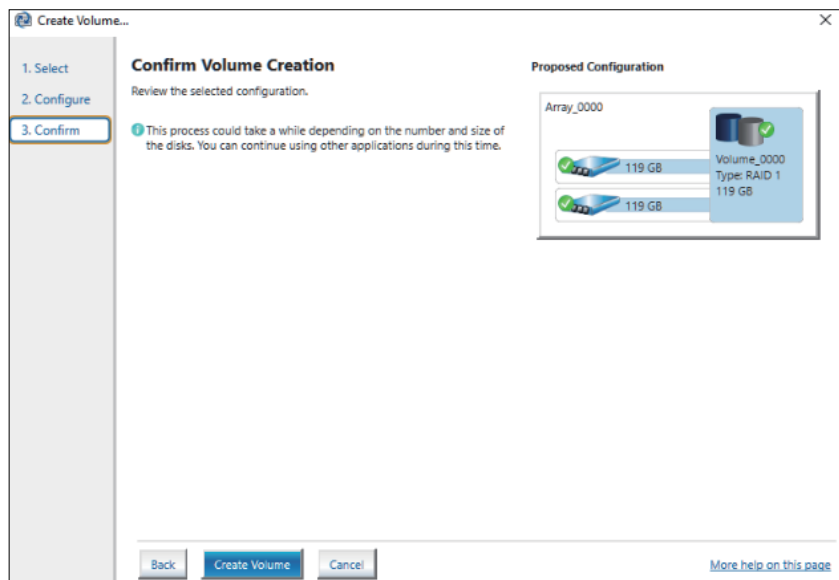 Create Volume...
1. Select
2. Configure
3. Confirm
Confirm Volume Creation
Review the selected configuration.
This process could take a while depending on the number and size of
the disks. You can continue using other applications during this time.
Proposed Configuration
Array_0000
119 GB
119 GB
Volume_0000
Type: RAID 1
119 GB
Back
Create Volume
Cancel
More help on this page